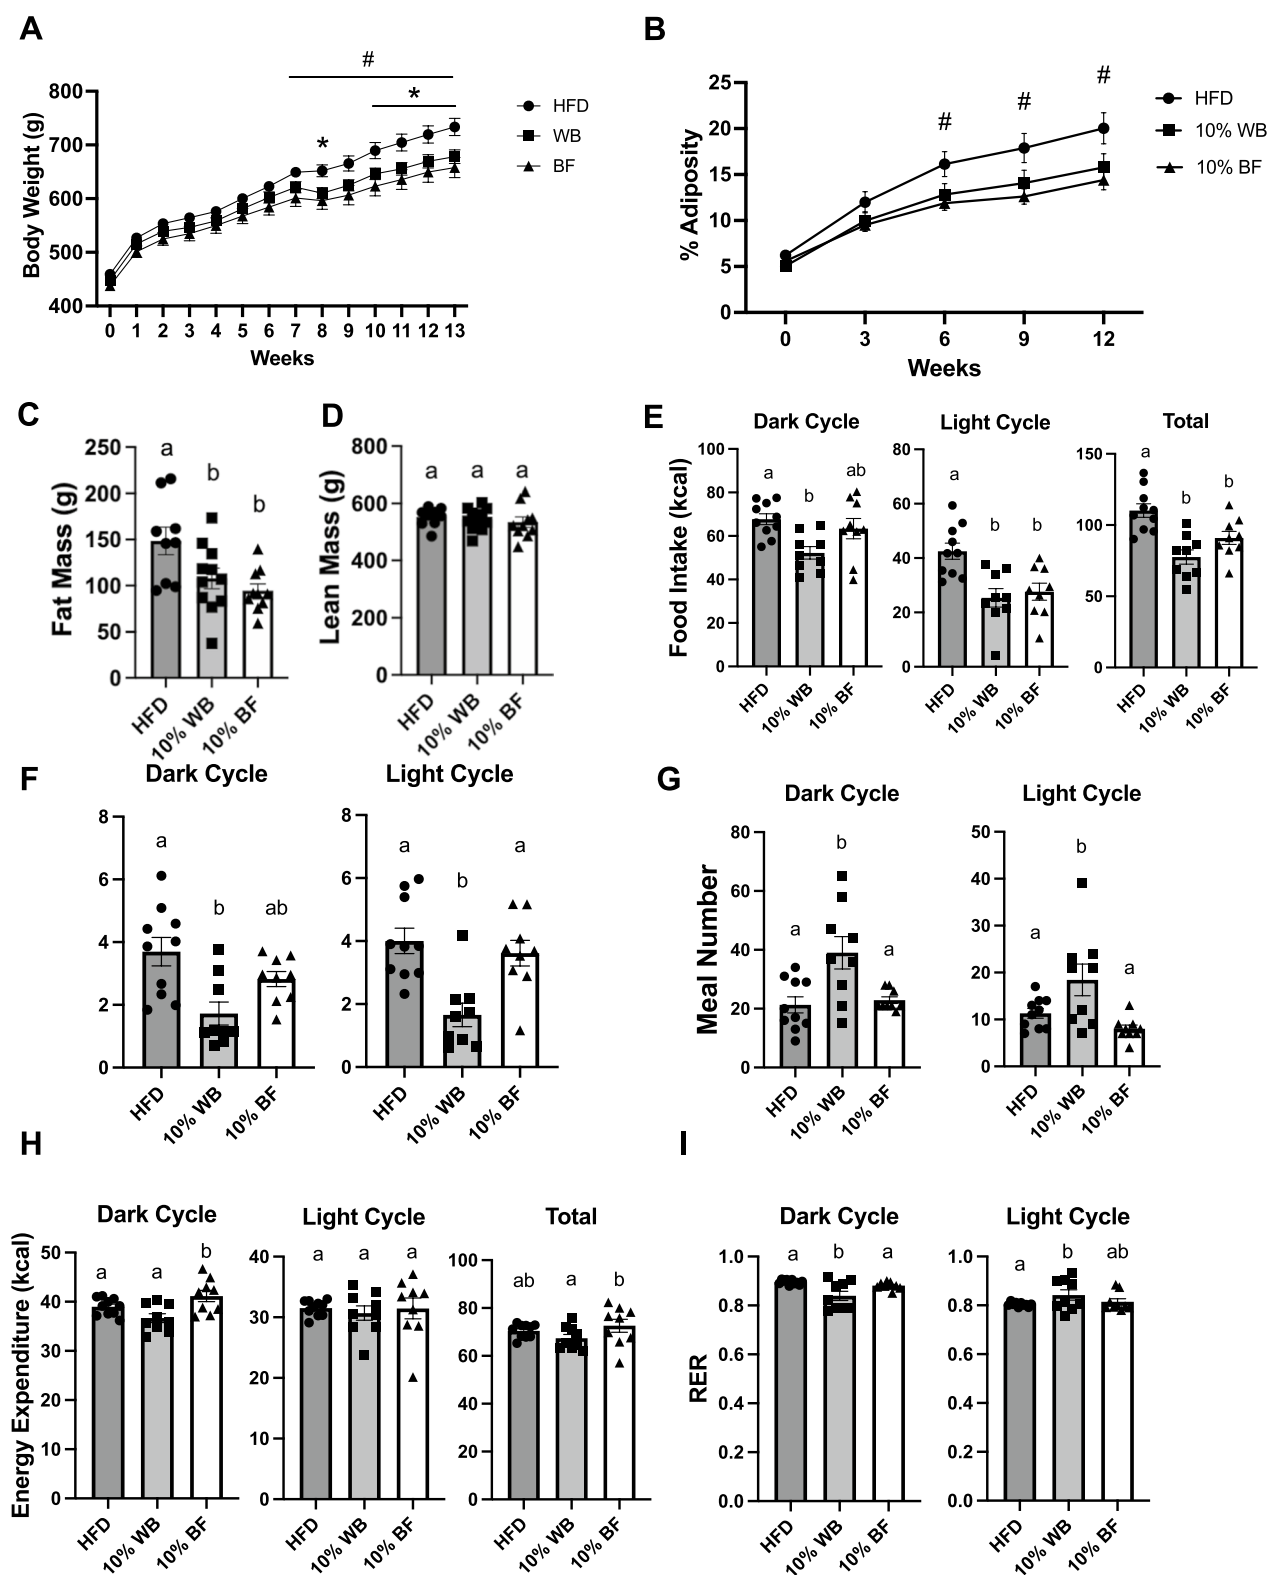 A
#
*
*
800
700
600
500
400
Body Weight (g)
0 1 2 3 4 5 6 7 8 9 10 11 12 13
Weeks
HFD
WB
BF
B
# # #
25
20
15
10
5
0
% Adiposity
0 3 6 9 12
Weeks
HFD
10% WB
10% BF
C
250
200
150
100
50
0
Fat Mass (g)
a b b
HFD 10% WB 10% BF
D
800
600
400
200
0
Lean Mass (g)
a a a
HFD 10% WB 10% BF
E
Dark Cycle
100
80
60
40
20
0
Food Intake (kcal)
a b ab
HFD 10% WB 10% BF
Light Cycle
80
60
40
20
0
a b b
HFD 10% WB 10% BF
Total
150
100
50
0
a b b
HFD 10% WB 10% BF
F
Dark Cycle
8
6
4
2
0
a b ab
HFD 10% WB 10% BF
Light Cycle
8
6
4
2
0
a b a
HFD 10% WB 10% BF
G
Dark Cycle
80
60
40
20
0
Meal Number
a b a
HFD 10% WB 10% BF
Light Cycle
50
40
30
20
10
0
a b a
HFD 10% WB 10% BF
H
Dark Cycle
50
40
30
20
10
0
Energy Expenditure (kcal)
a a b
HFD 10% WB 10% BF
Light Cycle
40
30
20
10
0
a a a
HFD 10% WB 10% BF
Total
100
80
60
40
20
0
ab a b
HFD 10% WB 10% BF
I
Dark Cycle
1.0
0.8
0.6
0.4
0.2
0.0
RER
a b a
HFD 10% WB 10% BF
Light Cycle
1.0
0.8
0.6
0.4
0.2
0.0
a b ab
HFD 10% WB 10% BF